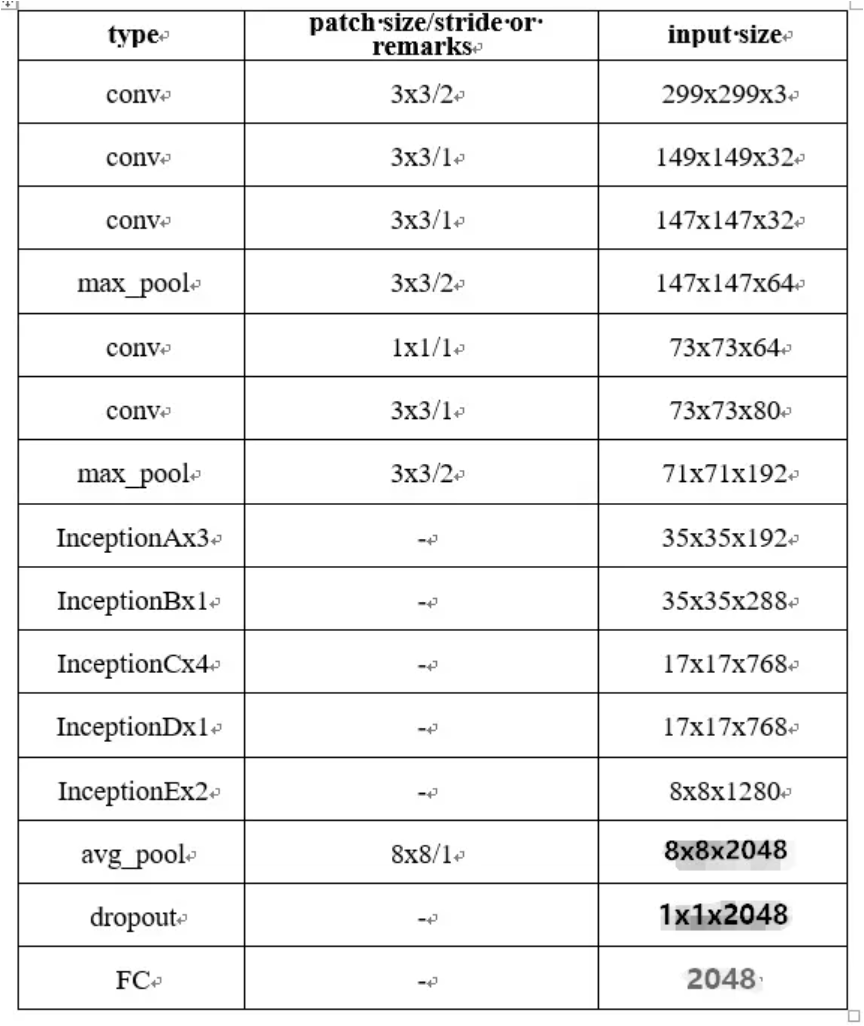 type
patch size/stride or
remarks
input size
conv
3x3/2
299x299x3
conv
3x3/1
149x149x32
conv
3x3/1
147x147x32
max_pool
3x3/2
147x147x64
conv
1x1/1
73x73x64
conv
3x3/1
73x73x80
max_pool
3x3/2
71x71x192
InceptionAx3
-
35x35x192
InceptionBx1
-
35x35x288
InceptionCx4
-
17x17x768
InceptionDx1
-
17x17x768
InceptionEx2
-
8x8x1280
avg_pool
8x8/1
8x8x2048
dropout
-
1x1x2048
FC
-
2048